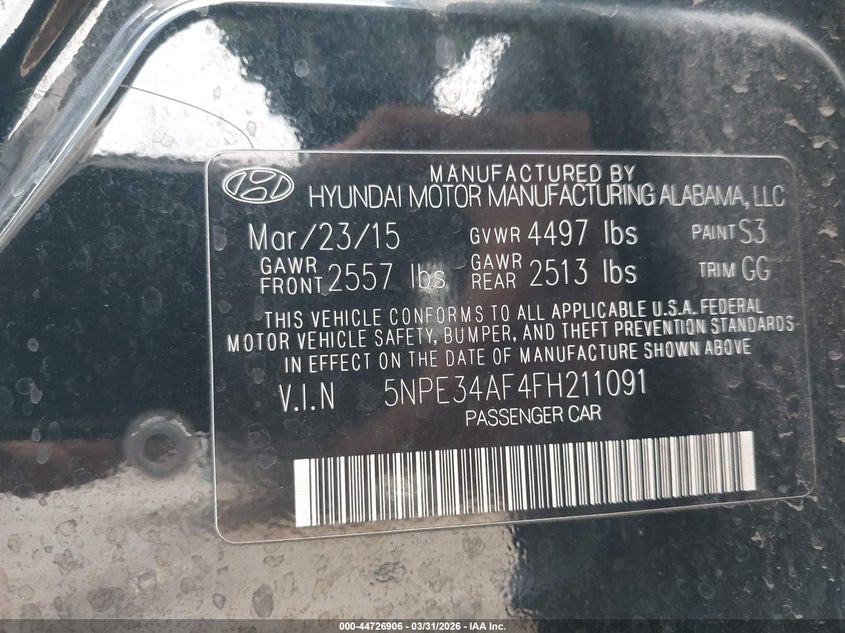 MANUFACTURED BY
HYUNDAI MOTOR MANUFACTURING ALABAMA, LLC
Mar/23/15 GVWR 4497 lbs PAINT S3
GAWR FRONT 2557 lbs GAWR REAR 2513 lbs TRIM GG
THIS VEHICLE CONFORMS TO ALL APPLICABLE U.S.A. FEDERAL
MOTOR VEHICLE SAFETY, BUMPER, AND THEFT PREVENTION STANDARDS
IN EFFECT ON THE DATE OF MANUFACTURE SHOWN ABOVE
V.I.N 5NPE34AF4FH211091
PASSENGER CAR
000-44726906 - 03/31/2026 - IAA Inc.